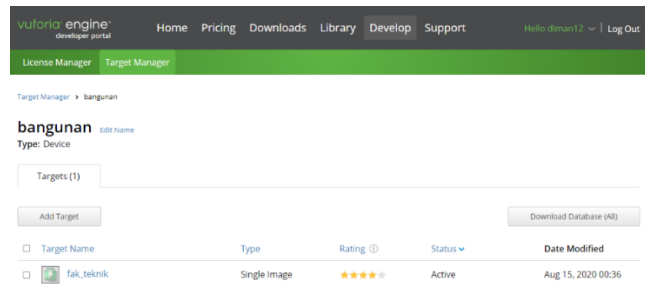 vuforia engine Home Pricing Downloads Library Develop Support Hello diman12 Log Out
developer portal
License Manager Target Manager
Target Manager > bangunan
bangunan Edit Name
Type: Device
Targets (1)
Add Target Download Database (All)
Target Name Type Rating Status Date Modified
fak_teknik Single Image Active Aug 15, 2020 00:36